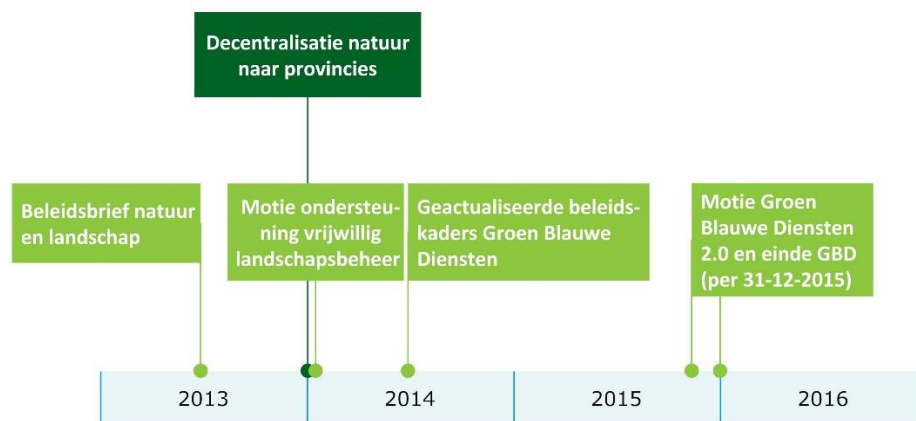 Decentralisatie natuur
naar provincies
Beleidsbrief natuur
en landschap
Motie ondersteu-
ning vrijwillig
landschapsbeheer
Geactualiseerde beleids-
kaders Groen Blauwe
Diensten
Motie Groen
Blauwe Diensten
2.0 en einde GBD
(per 31-12-2015)
2013
2014
2015
2016